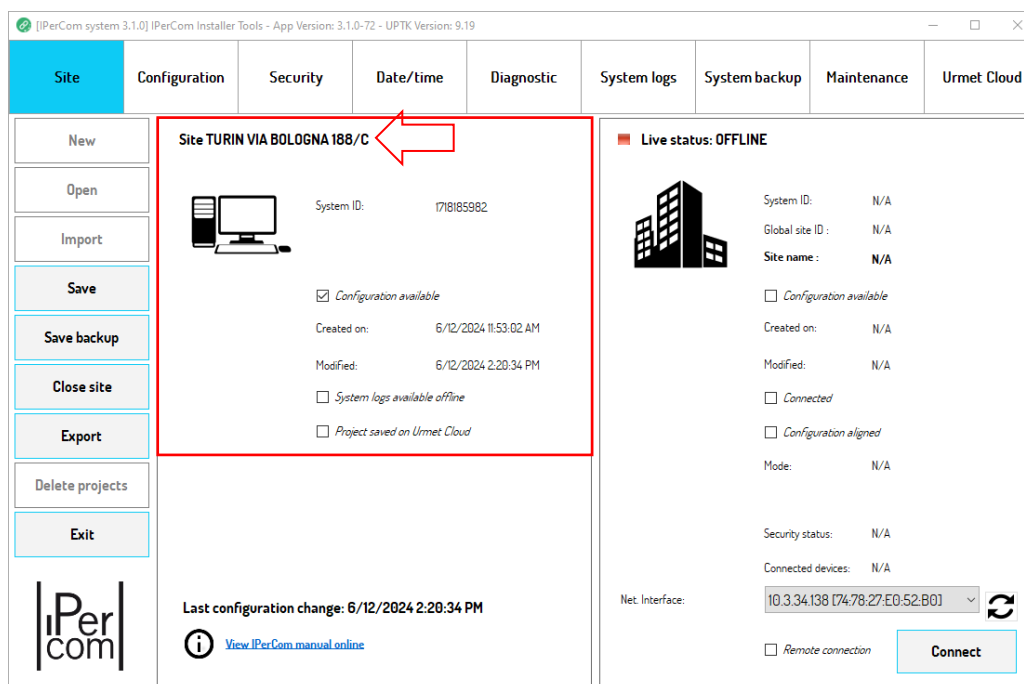 [IPerCom system 3.1.0] IPerCom Installer Tools - App Version: 3.1.0-72 - UPTK Version: 9.19
Site
Configuration
Security
Date/time
Diagnostic
System logs
System backup
Maintenance
Urmet Cloud
New
Open
Import
Save
Save backup
Close site
Export
Delete projects
Exit
IPer
com
Site TURIN VIA BOLOGNA 188/C
System ID: 1718185982
Configuration available
Created on: 6/12/2024 11:53:02 AM
Modified: 6/12/2024 2:20:34 PM
System logs available offline
Project saved on Urmet Cloud
Last configuration change: 6/12/2024 2:20:34 PM
View IPerCom manual online
Live status: OFFLINE
System ID: N/A
Global site ID : N/A
Site name : N/A
Configuration available
Created on: N/A
Modified: N/A
Connected
Configuration aligned
Mode: N/A
Security status: N/A
Connected devices: N/A
Net. Interface: 10.3.34.138 [74:78:27:E0:52:B0]
Remote connection
Connect